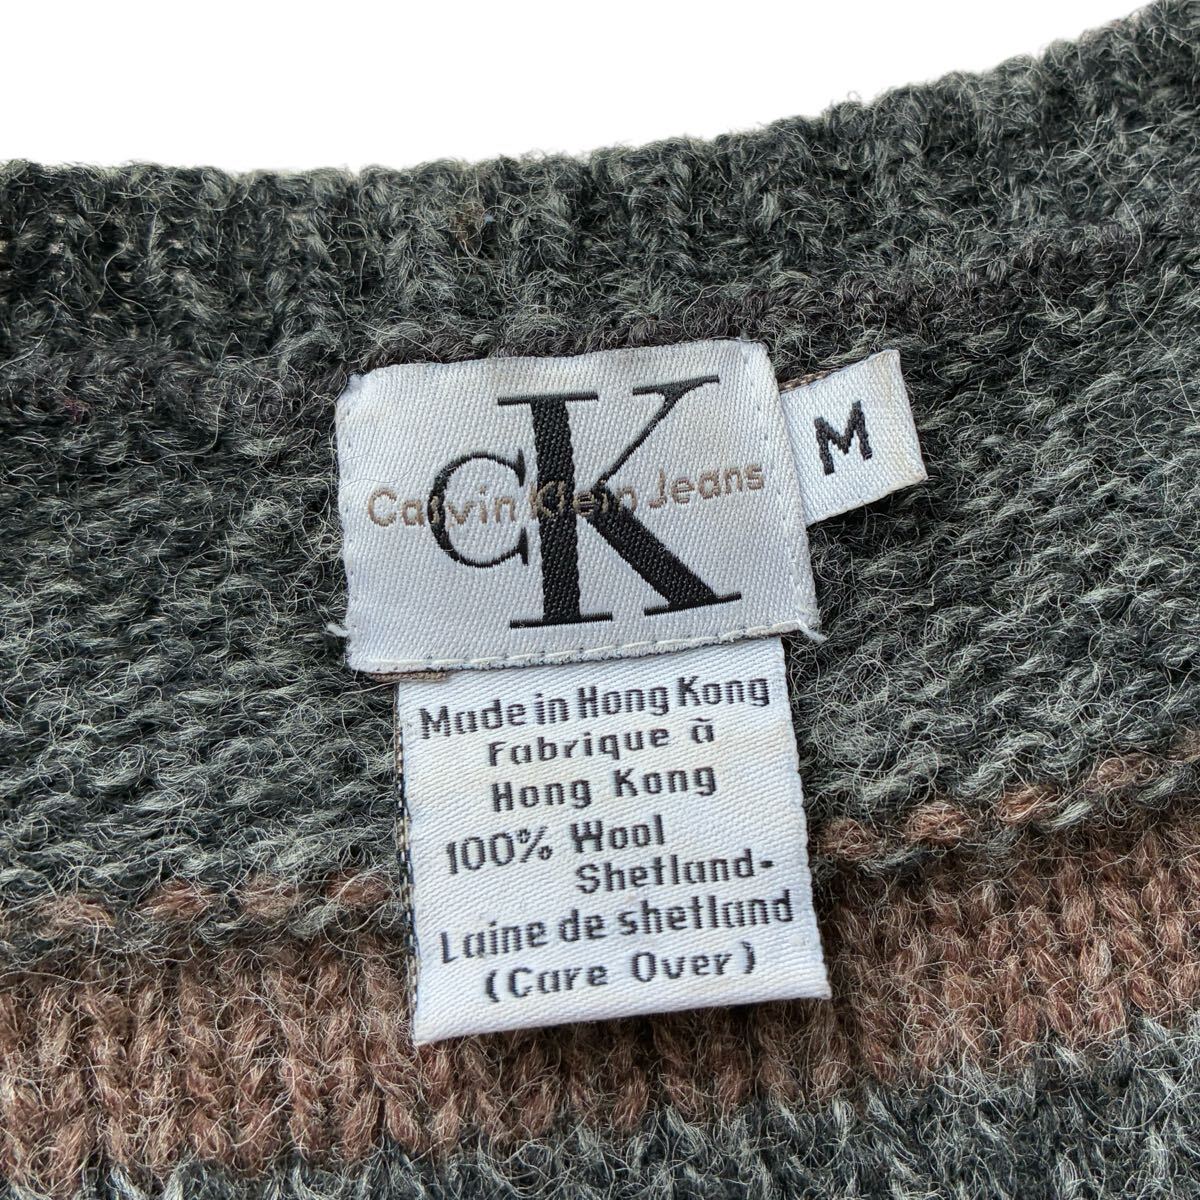 CK
Calvin Klein Jeans
M
Made in Hong Kong
Fabrique à
Hong Kong
100% Wool
Shetland-
Laine de shetland
(Care Over)